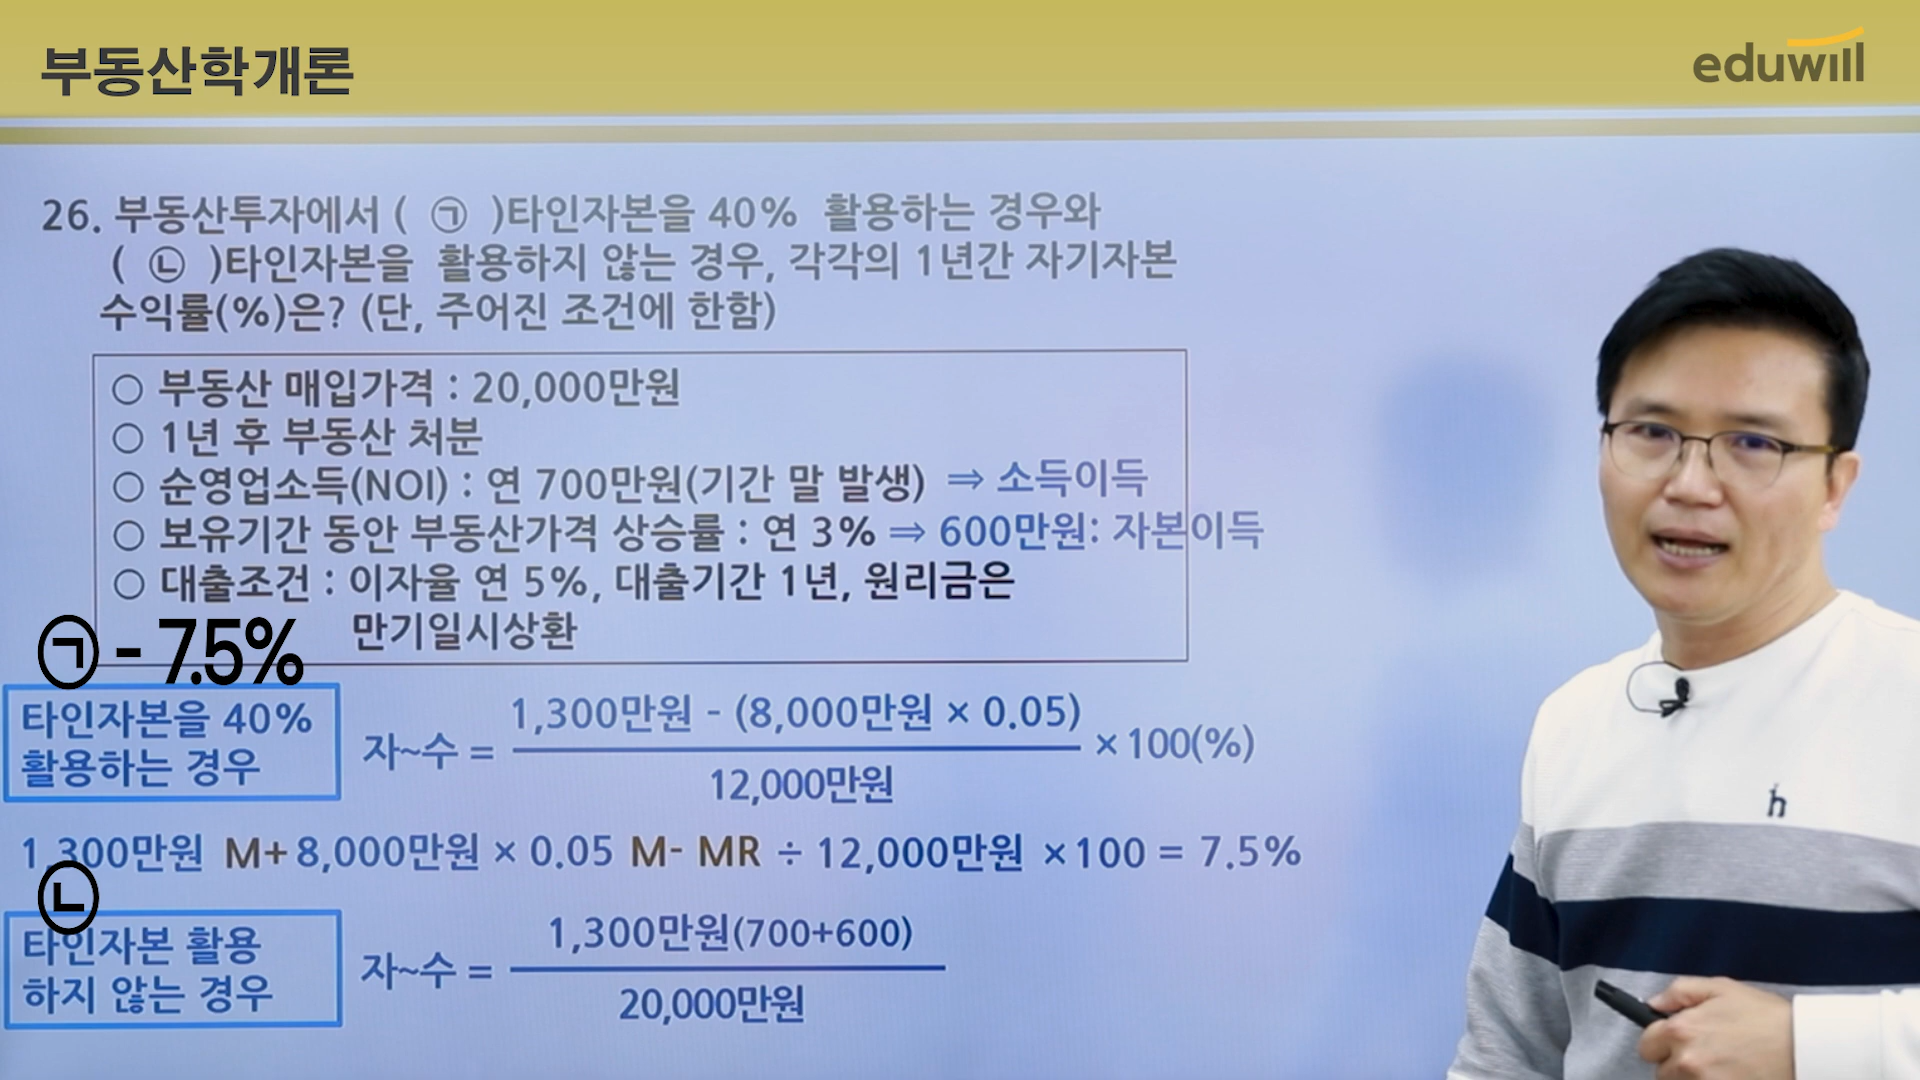 부동산학개론
eduwill
26. 부동산투자에서 ( ㉠ )타인자본을 40% 활용하는 경우와
( ㉡ )타인자본을 활용하지 않는 경우, 각각의 1년간 자기자본
수익률(%)은? (단, 주어진 조건에 한함)
○ 부동산 매입가격 : 20,000만원
○ 1년 후 부동산 처분
○ 순영업소득(NOI) : 연 700만원(기간 말 발생) ⇒ 소득이득
○ 보유기간 동안 부동산가격 상승률 : 연 3% ⇒ 600만원: 자본이득
○ 대출조건 : 이자율 연 5%, 대출기간 1년, 원리금은
만기일시상환
㉠ - 7.5%
타인자본을 40%
활용하는 경우
자~수 =
1,300만원 - (8,000만원 × 0.05)
12,000만원
× 100(%)
1,300만원 M+ 8,000만원 × 0.05 M- MR ÷ 12,000만원 ×100 = 7.5%
㉡
타인자본 활용
하지 않는 경우
자~수 =
1,300만원(700+600)
20,000만원
h